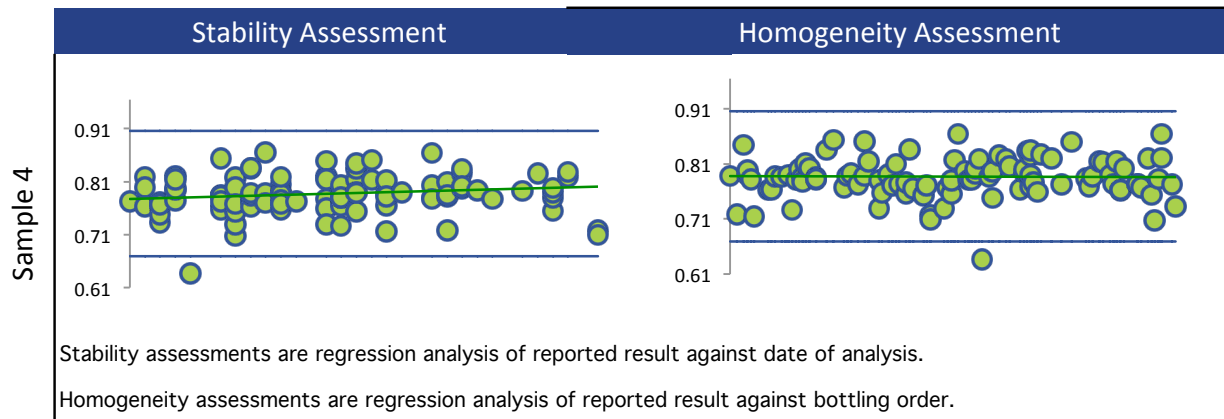 Stability Assessment
Homogeneity Assessment
Sample 4
0.91
0.81
0.71
0.61
0.91
0.81
0.71
0.61
Stability assessments are regression analysis of reported result against date of analysis.
Homogeneity assessments are regression analysis of reported result against bottling order.